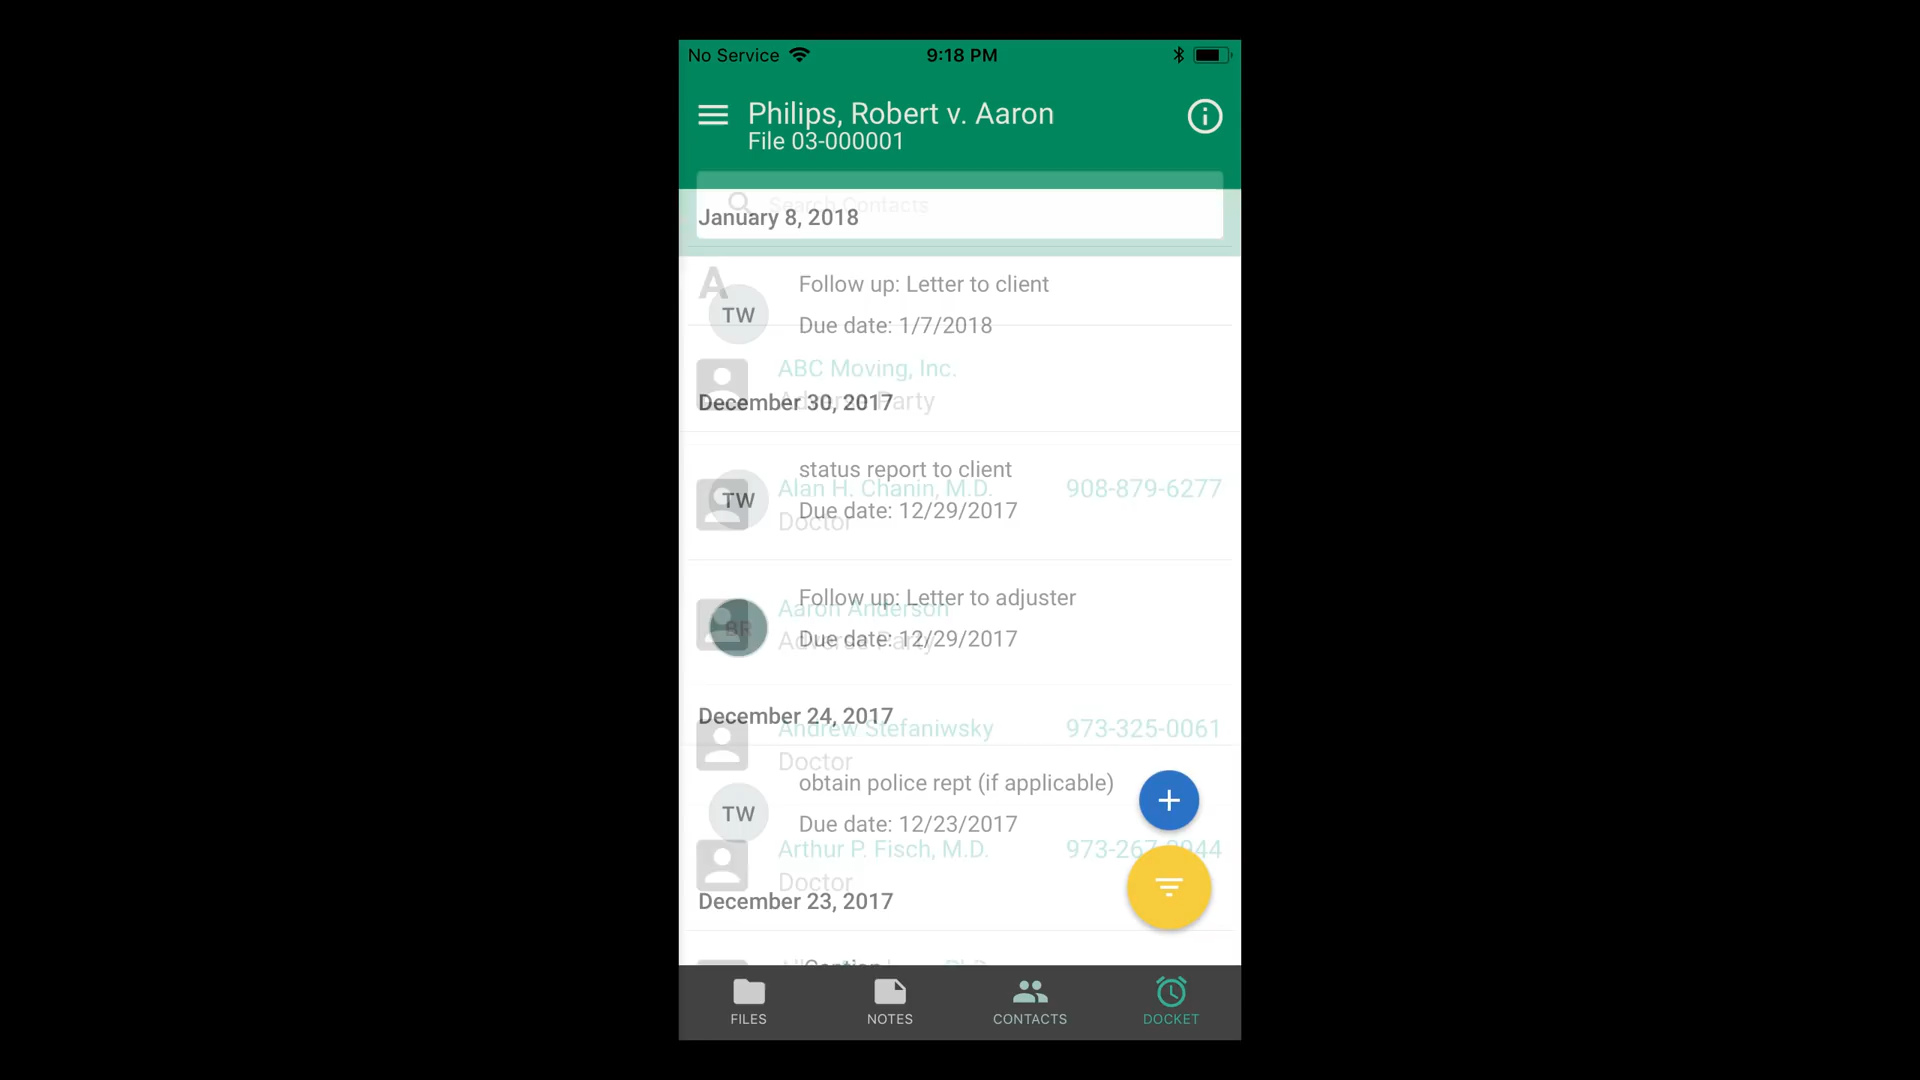 No Service
9:18 PM
Philips, Robert v. Aaron
File 03-000001
Search Contacts
January 8, 2018
A
Follow up: Letter to client
TW
Due date: 1/7/2018
ABC Moving, Inc.
Adverse Party
December 30, 2017
status report to client
TW
Alan H. Chanin, M.D.
908-879-6277
Due date: 12/29/2017
Doctor
Follow up: Letter to adjuster
Aaron Anderson
BR
Due date: 12/29/2017
Adverse Party
December 24, 2017
Andrew Stefaniwsky
973-325-0061
Doctor
obtain police rept (if applicable)
TW
Due date: 12/23/2017
Arthur P. Fisch, M.D.
Doctor
December 23, 2017
FILES
NOTES
CONTACTS
DOCKET